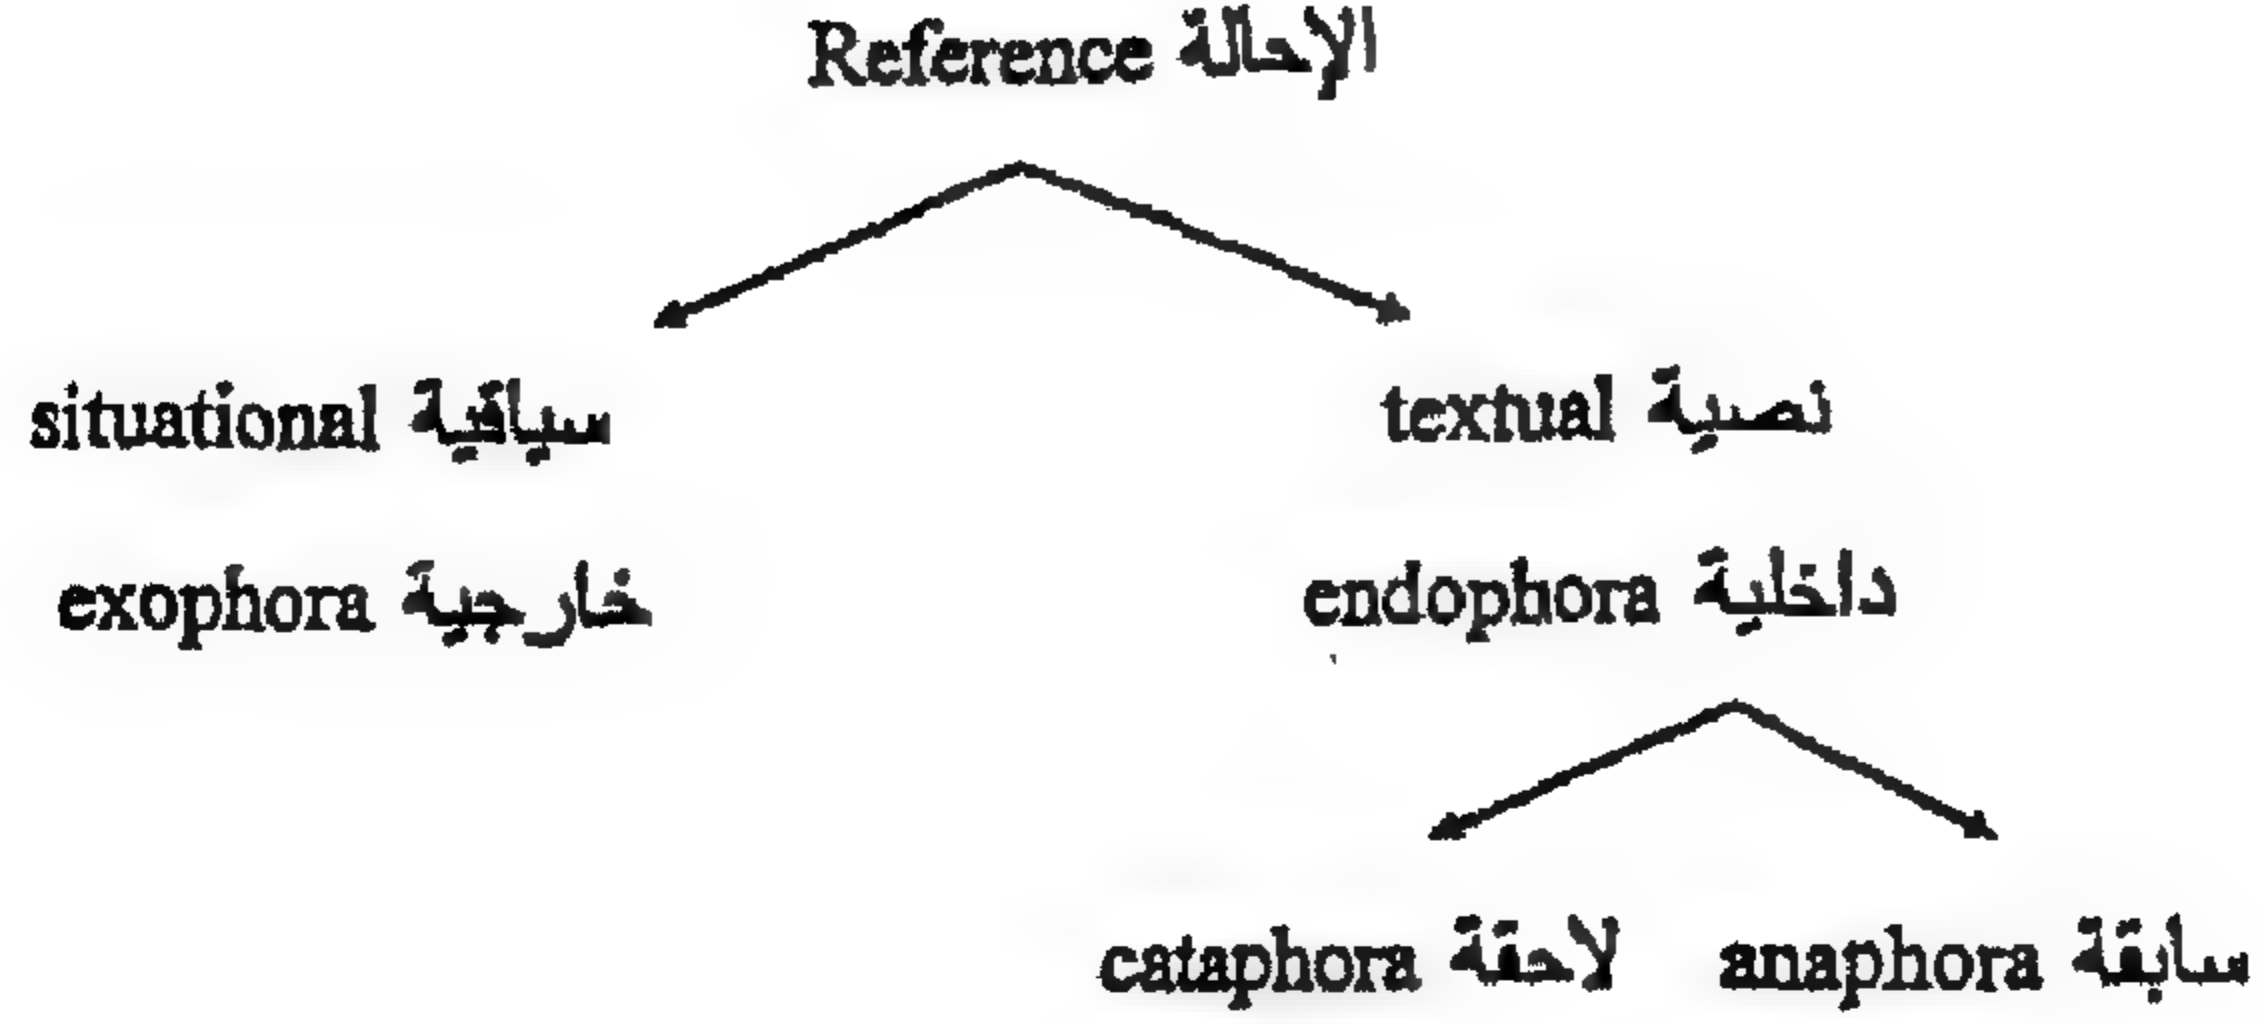 Reference الإحالة
situational سياقية
textual نصية
exophora خارجية
endophora داخلية
cataphora لاحقة
anaphora سابقة